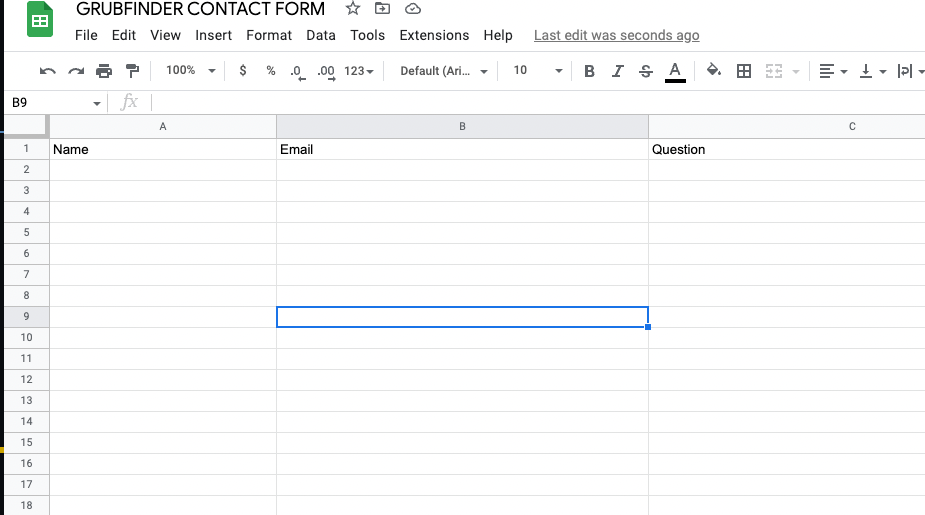 GRUBFINDER CONTACT FORM
File Edit View Insert Format Data Tools Extensions Help Last edit was seconds ago
100% $ % .0 .00 123 Default (Ari... 10 B I S A
B9 fx
A B C
1 Name Email Question
2
3
4
5
6
7
8
9
10
11
12
13
14
15
16
17
18